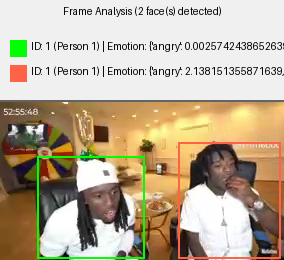 Frame Analysis (2 face(s) detected)
ID: 1 (Person 1) | Emotion: {'angry': 0.002574243865263
ID: 1 (Person 1) | Emotion: {'angry': 2.138151355871639,
52:55:48